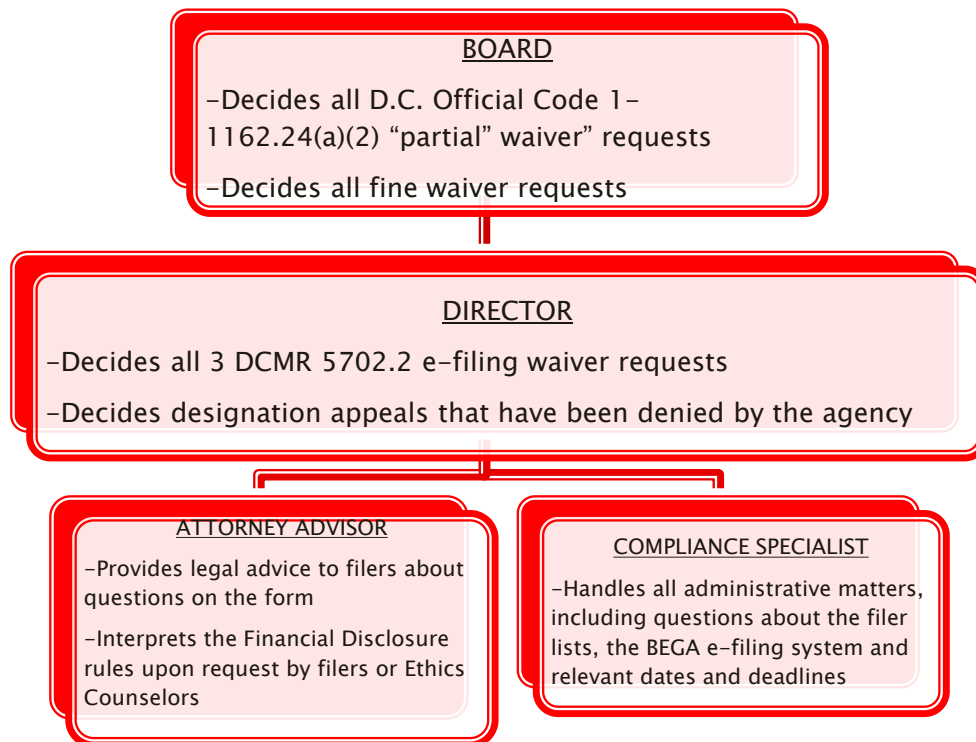 BOARD
–Decides all D.C. Official Code 1–
1162.24(a)(2) “partial” waiver” requests
–Decides all fine waiver requests
DIRECTOR
–Decides all 3 DCMR 5702.2 e–filing waiver requests
–Decides designation appeals that have been denied by the agency
ATTORNEY ADVISOR
–Provides legal advice to filers about
questions on the form
–Interprets the Financial Disclosure
rules upon request by filers or Ethics
Counselors
COMPLIANCE SPECIALIST
–Handles all administrative matters,
including questions about the filer
lists, the BEGA e–filing system and
relevant dates and deadlines